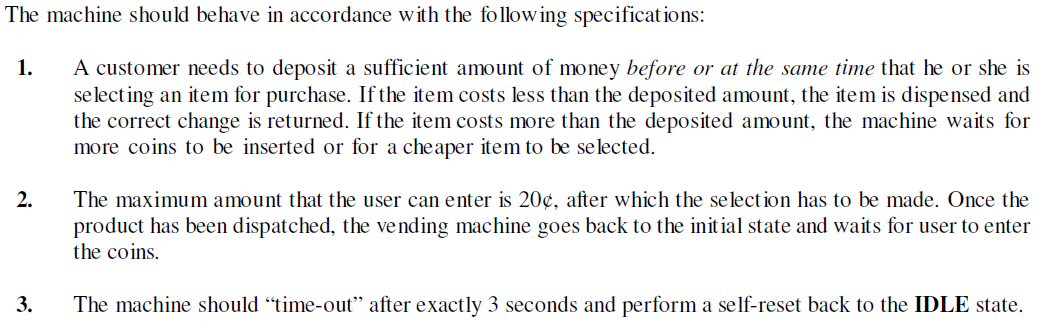 The machine should behave in accordance with the following specifications:
1. A customer needs to deposit a sufficient amount of money before or at the same time that he or she is
selecting an item for purchase. If the item costs less than the deposited amount, the item is dispensed and
the correct change is returned. If the item costs more than the deposited amount, the machine waits for
more coins to be inserted or for a cheaper item to be selected.
2. The maximum amount that the user can enter is 20¢, after which the selection has to be made. Once the
product has been dispatched, the vending machine goes back to the initial state and waits for user to enter
the coins.
3. The machine should “time-out” after exactly 3 seconds and perform a self-reset back to the IDLE state.